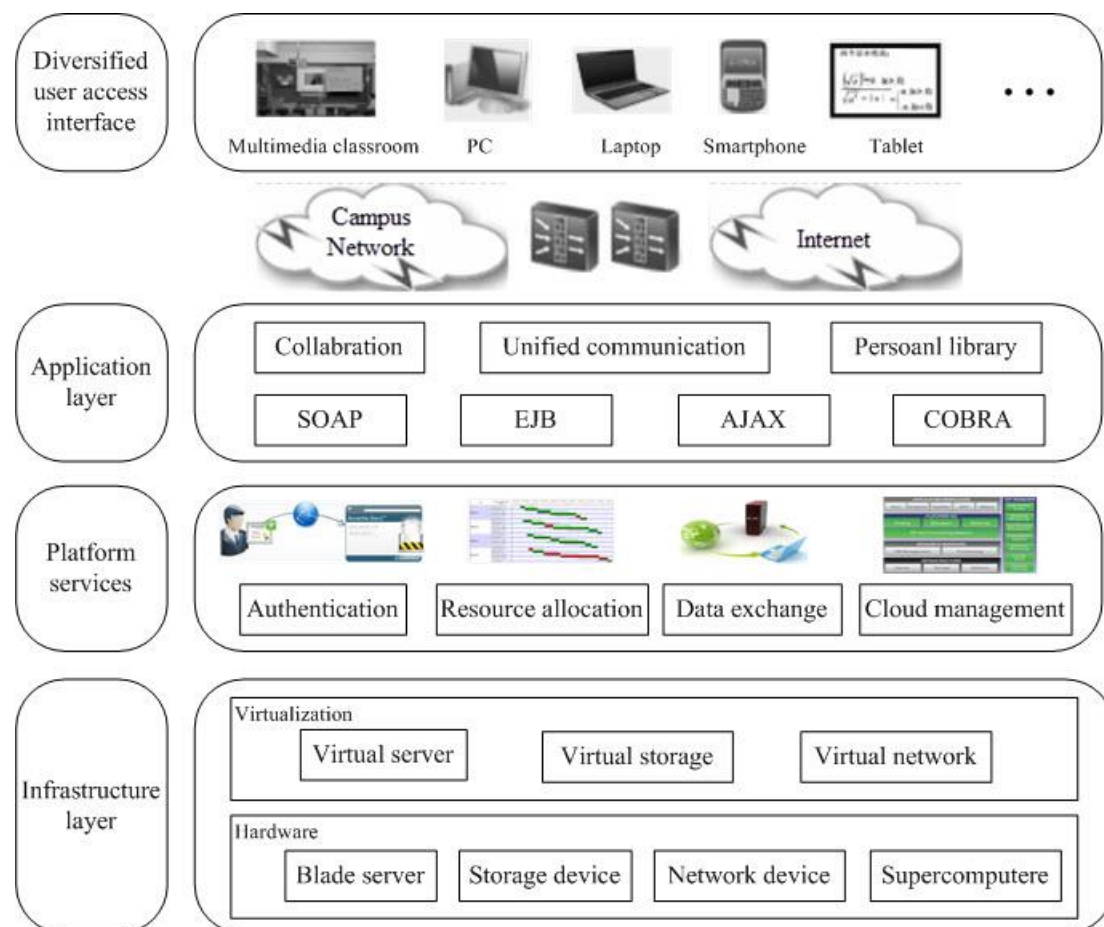 Diversified
user access
interface
Multimedia classroom
PC
Laptop
Smartphone
Tablet
Campus
Network
Internet
Application
layer
Collabration
Unified communication
Persoanl library
SOAP
EJB
AJAX
COBRA
Platform
services
Authentication
Resource allocation
Data exchange
Cloud management
Infrastructure
layer
Virtualization
Virtual server
Virtual storage
Virtual network
Hardware
Blade server
Storage device
Network device
Supercomputere